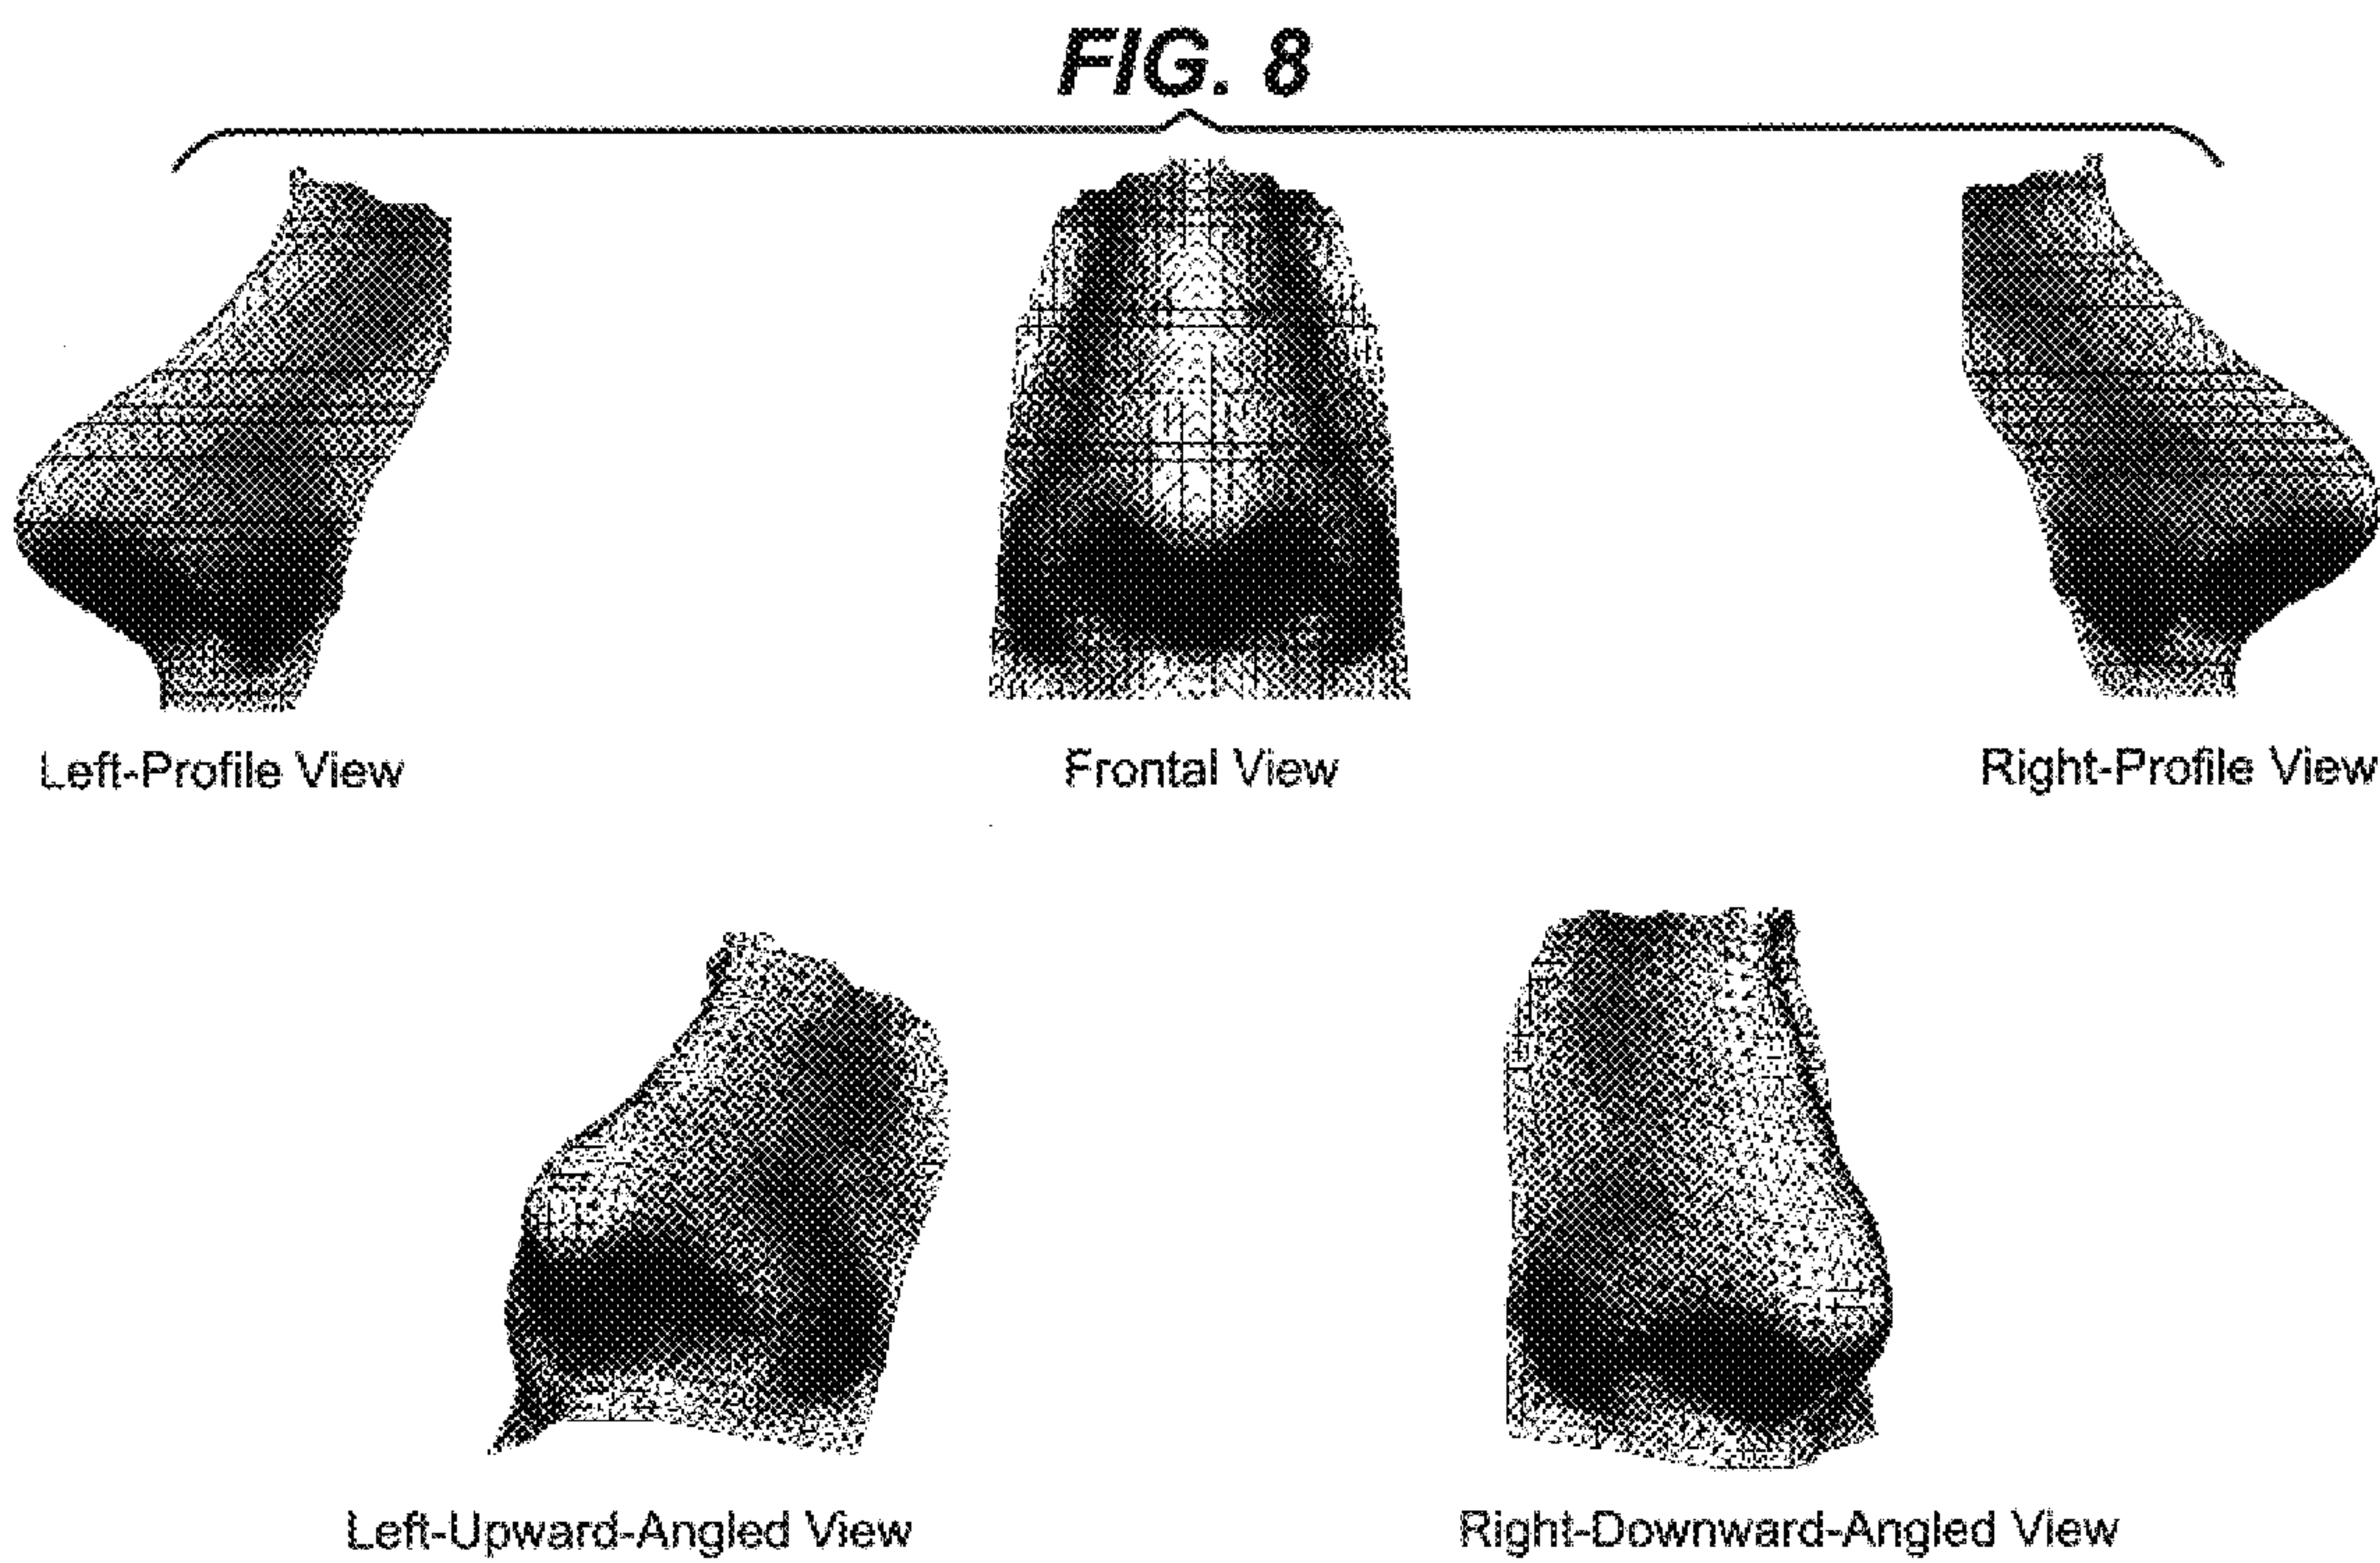 FIG. 8
Left-Profile View
Frontal View
Right-Profile View
Left-Upward-Angled View
Right-Downward-Angled View